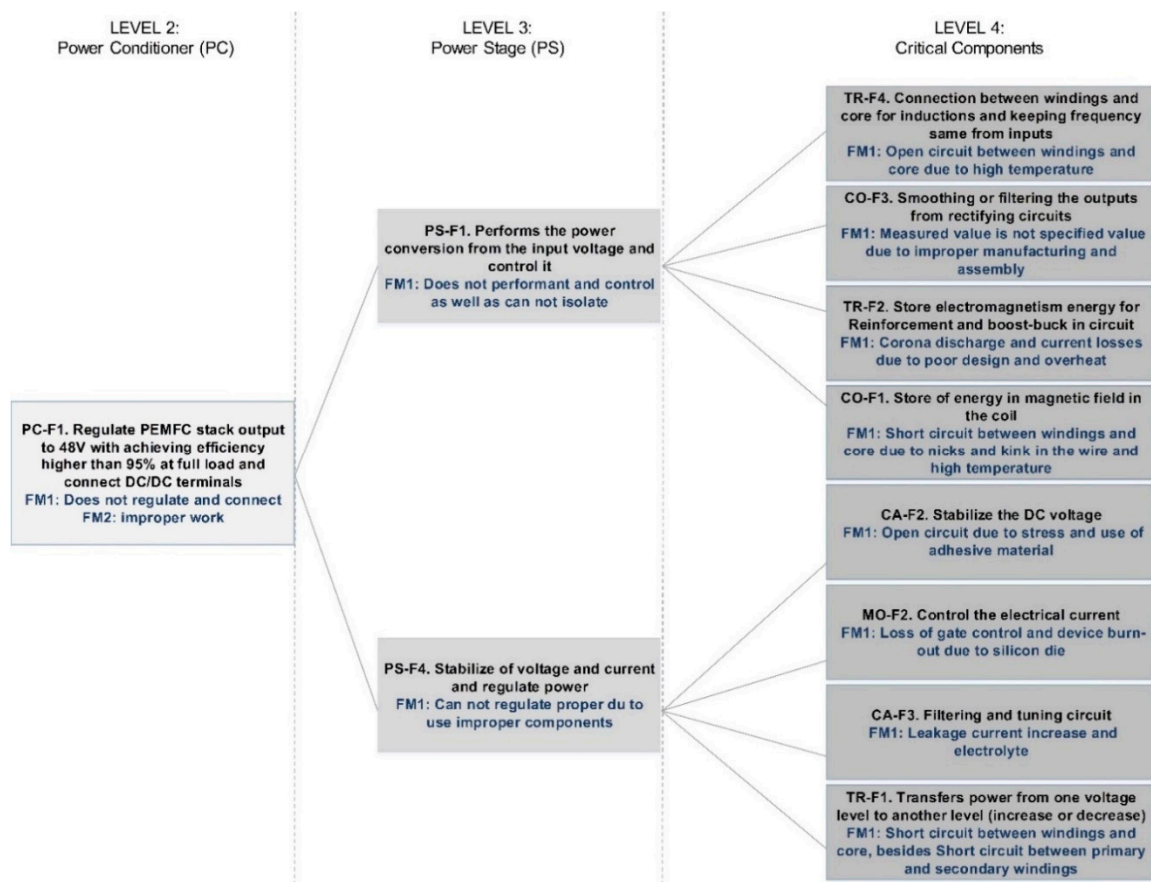 LEVEL 2:
Power Conditioner (PC)
LEVEL 3:
Power Stage (PS)
LEVEL 4:
Critical Components
PC-F1. Regulate PEMFC stack output
to 48V with achieving efficiency
higher than 95% at full load and
connect DC/DC terminals
FM1: Does not regulate and connect
FM2: improper work
PS-F1. Performs the power
conversion from the input voltage and
control it
FM1: Does not performant and control
as well as can not isolate
PS-F4. Stabilize of voltage and current
and regulate power
FM1: Can not regulate proper du to
use improper components
TR-F4. Connection between windings and
core for inductions and keeping frequency
same from inputs
FM1: Open circuit between windings and
core due to high temperature
CO-F3. Smoothing or filtering the outputs
from rectifying circuits
FM1: Measured value is not specified value
due to improper manufacturing and
assembly
TR-F2. Store electromagnetism energy for
Reinforcement and boost-buck in circuit
FM1: Corona discharge and current losses
due to poor design and overheat
CO-F1. Store of energy in magnetic field in
the coil
FM1: Short circuit between windings and
core due to nicks and kink in the wire and
high temperature
CA-F2. Stabilize the DC voltage
FM1: Open circuit due to stress and use of
adhesive material
MO-F2. Control the electrical current
FM1: Loss of gate control and device burn-
out due to silicon die
CA-F3. Filtering and tuning circuit
FM1: Leakage current increase and
electrolyte
TR-F1. Transfers power from one voltage
level to another level (increase or decrease)
FM1: Short circuit between windings and
core, besides Short circuit between primary
and secondary windings